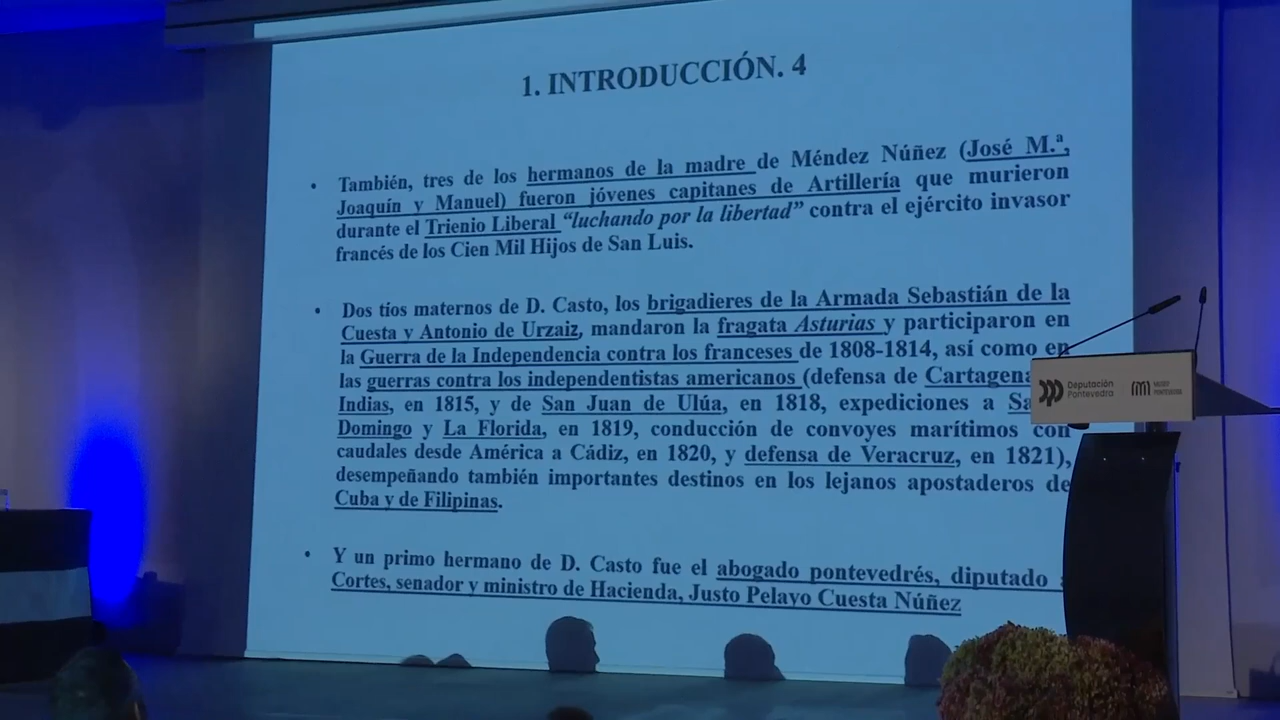 1. INTRODUCCIÓN. 4
• También, tres de los hermanos de la madre de Méndez Núñez (José M.ª,
Joaquín y Manuel) fueron jóvenes capitanes de Artillería que murieron
durante el Trienio Liberal “luchando por la libertad” contra el ejército invasor
francés de los Cien Mil Hijos de San Luis.
• Dos tíos maternos de D. Casto, los brigadieres de la Armada Sebastián de la
Cuesta y Antonio de Urzaiz, mandaron la fragata Asturias y participaron en
la Guerra de la Independencia contra los franceses de 1808-1814, así como en
las guerras contra los independentistas americanos (defensa de Cartagena
Indias, en 1815, y de San Juan de Ulúa, en 1818, expediciones a
Domingo y La Florida, en 1819, conducción de convoyes marítimos con
caudales desde América a Cádiz, en 1820, y defensa de Veracruz, en 1821),
desempeñando también importantes destinos en los lejanos apostaderos de
Cuba y de Filipinas.
• Y un primo hermano de D. Casto fue el abogado pontevedrés, diputado
Cortes, senador y ministro de Hacienda, Justo Pelayo Cuesta Núñez
Deputación
Pontevedra